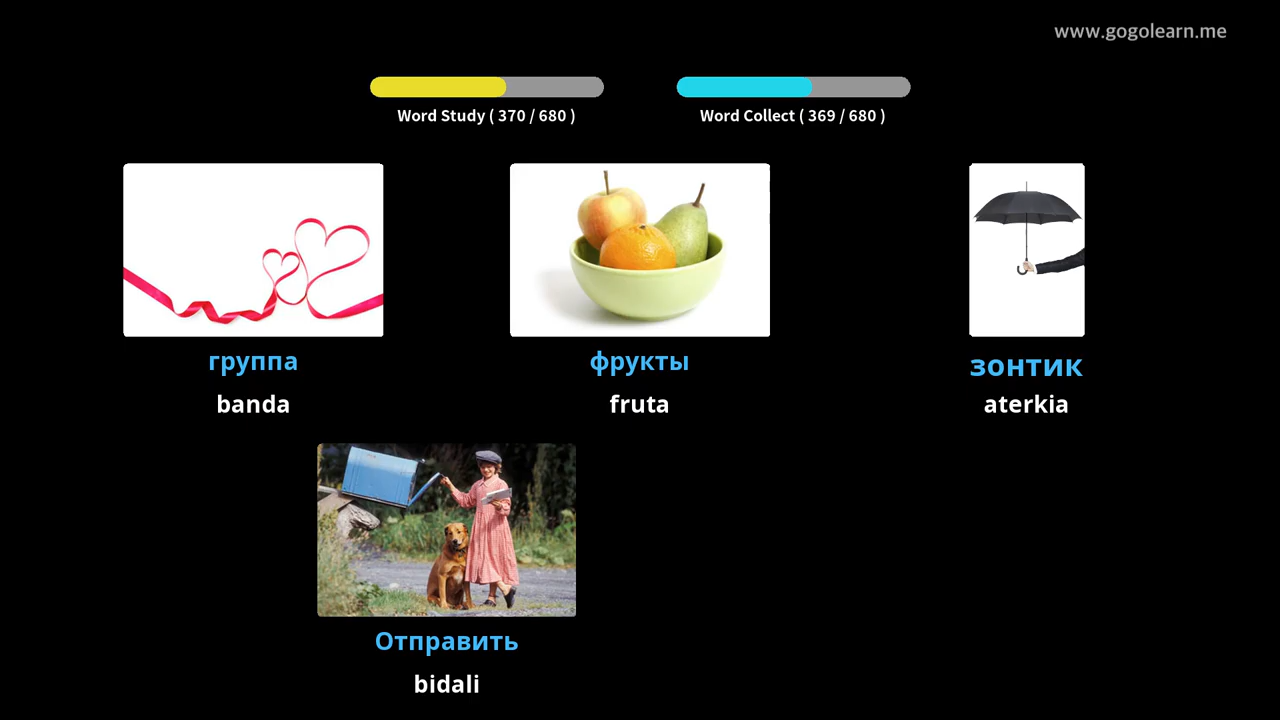 www.gogolearn.me
Word Study ( 370 / 680 )
Word Collect ( 369 / 680 )
группа
фрукты
зонтик
banda
fruta
aterkia
Отправить
bidali